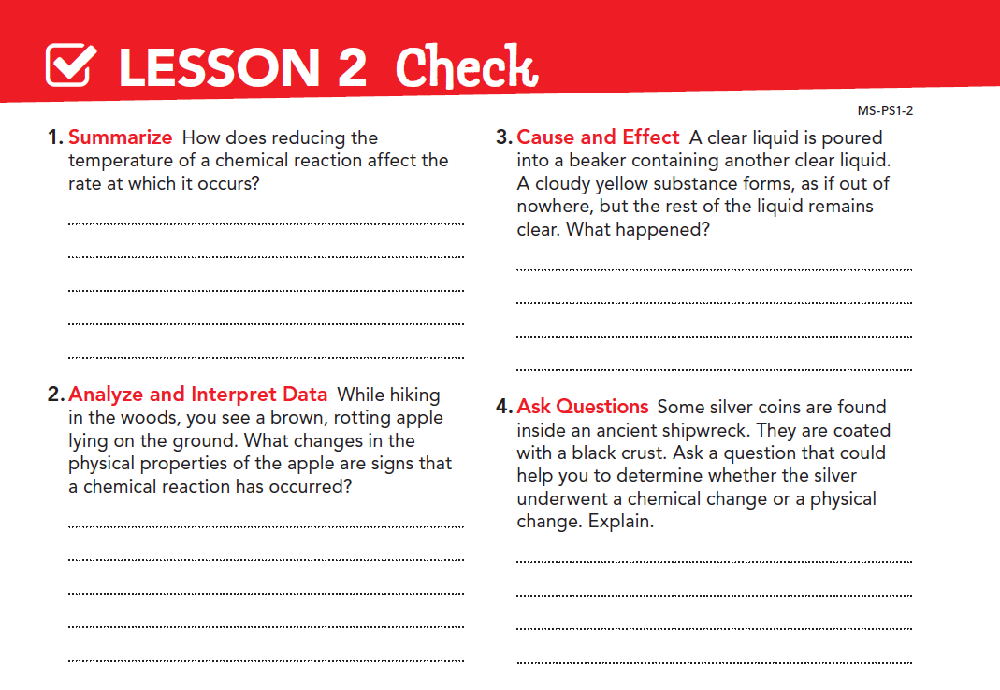 LESSON 2 Check
MS-PS1-2
1. Summarize How does reducing the
temperature of a chemical reaction affect the
rate at which it occurs?
2. Analyze and Interpret Data While hiking
in the woods, you see a brown, rotting apple
lying on the ground. What changes in the
physical properties of the apple are signs that
a chemical reaction has occurred?
3. Cause and Effect A clear liquid is poured
into a beaker containing another clear liquid.
A cloudy yellow substance forms, as if out of
nowhere, but the rest of the liquid remains
clear. What happened?
4. Ask Questions Some silver coins are found
inside an ancient shipwreck. They are coated
with a black crust. Ask a question that could
help you to determine whether the silver
underwent a chemical change or a physical
change. Explain.